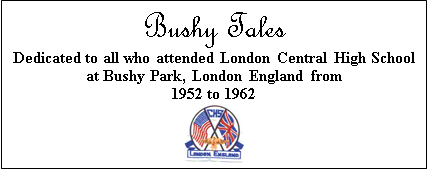 Bushy Tales
Dedicated to all who attended London Central High School
at Bushy Park, London England from
1952 to 1962
CHS
LONDON, ENGLAND